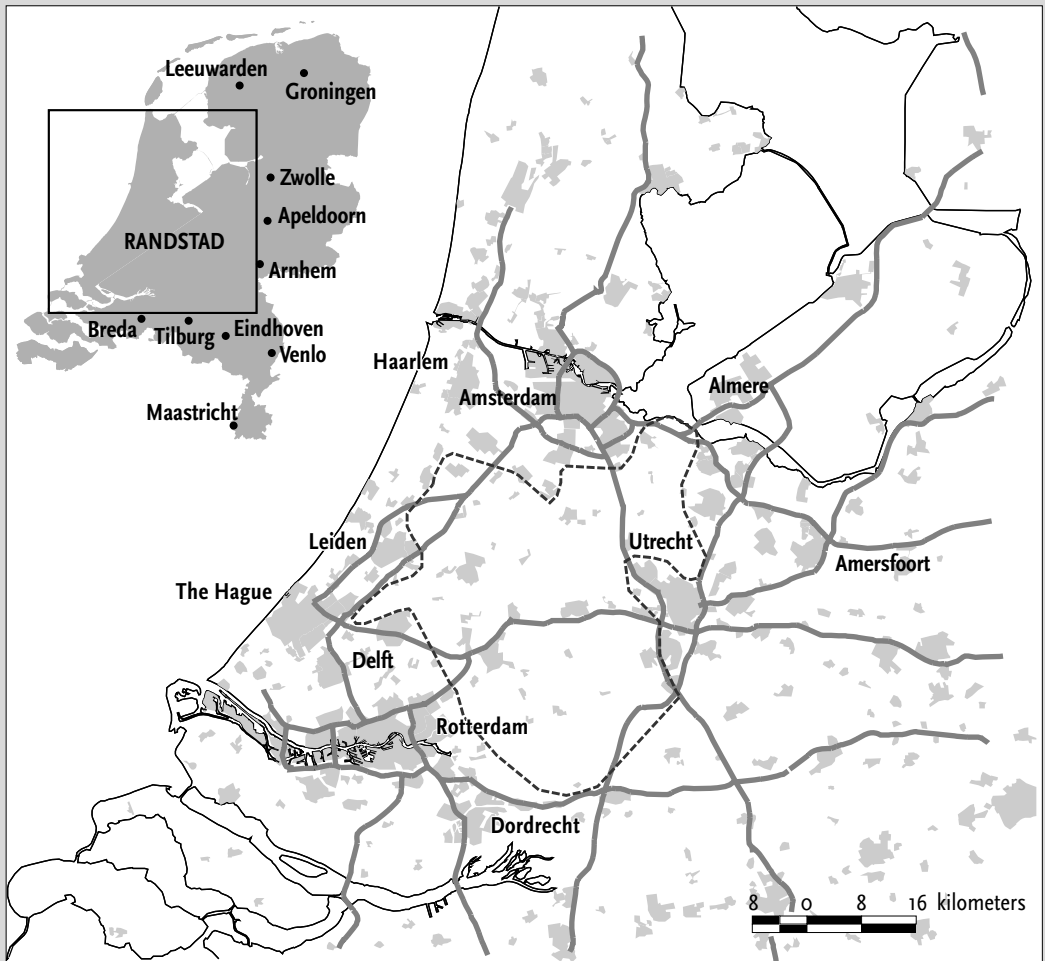 Leeuwarden
Groningen
Zwolle
Apeldoorn
RANDSTAD
Arnhem
Breda
Tilburg
Eindhoven
Venlo
Maastricht
Haarlem
Amsterdam
Almere
Leiden
Utrecht
Amersfoort
The Hague
Delft
Rotterdam
Dordrecht
8 0 8 16 kilometers